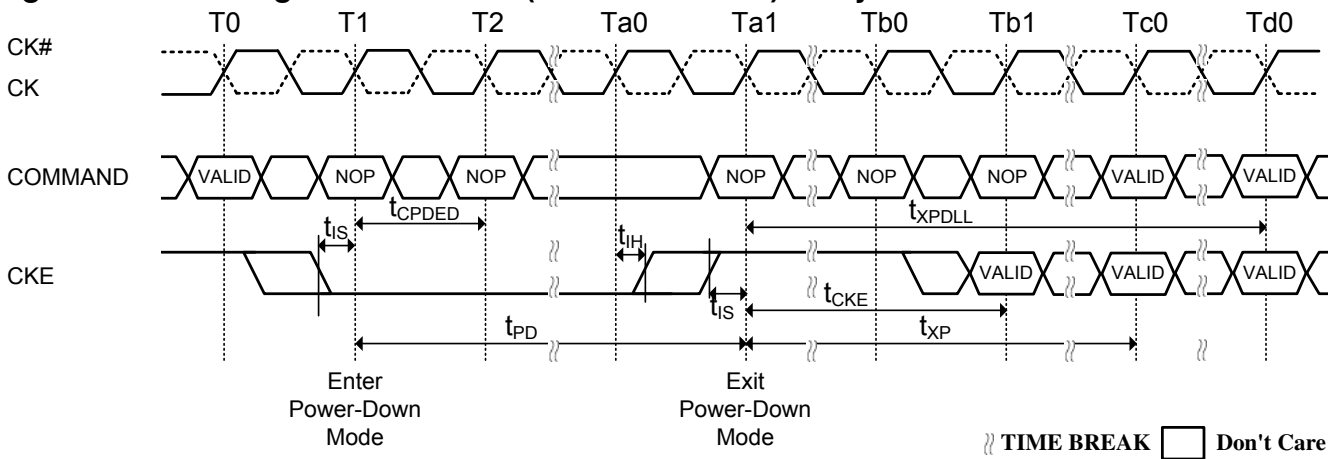 T0 T1 T2 Ta0 Ta1 Tb0 Tb1 Tc0 Td0
CK#
CK
COMMAND
VALID NOP NOP NOP NOP NOP VALID VALID
tCPDED
tXPDLL
tIS
tIH
CKE
VALID VALID VALID
tIS
tCKE
tPD
tXP
Enter
Power-Down
Mode
Exit
Power-Down
Mode
TIME BREAK
Don't Care